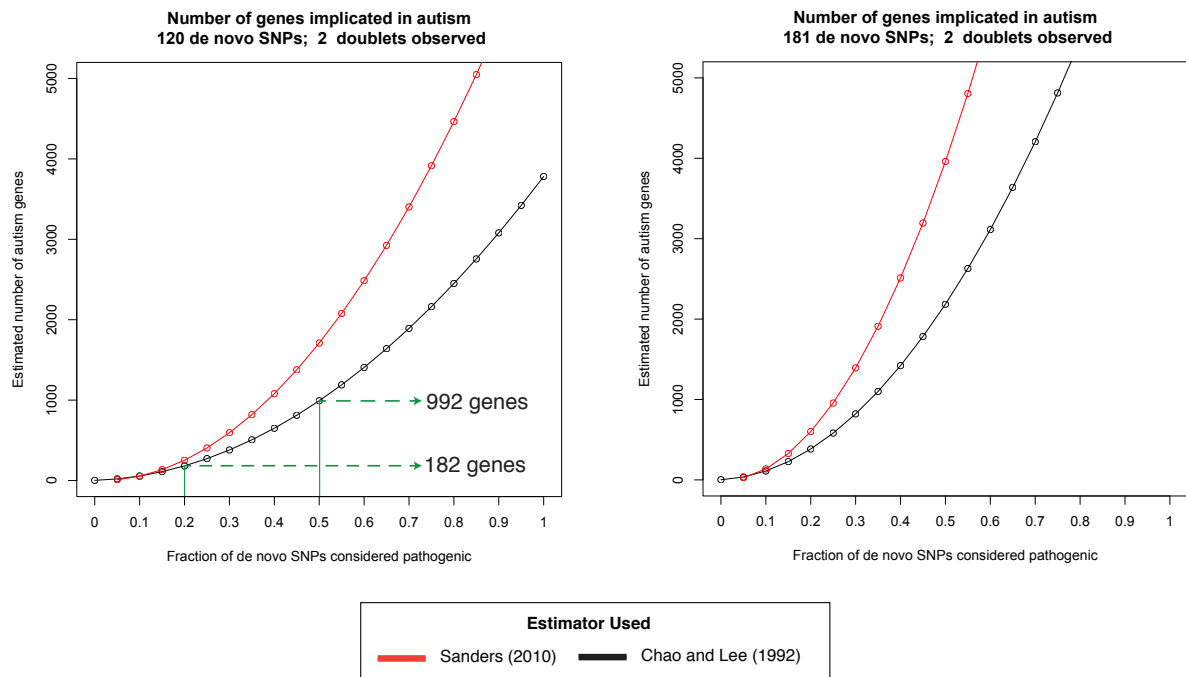 Number of genes implicated in autism
120 de novo SNPs;  2  doublets observed
Estimated number of autism genes
5000
4000
3000
2000
1000
0
992 genes
182 genes
0 0.1 0.2 0.3 0.4 0.5 0.6 0.7 0.8 0.9 1
Fraction of de novo SNPs considered pathogenic
Number of genes implicated in autism
181 de novo SNPs;  2  doublets observed
Estimated number of autism genes
5000
4000
3000
2000
1000
0
0 0.1 0.2 0.3 0.4 0.5 0.6 0.7 0.8 0.9 1
Fraction of de novo SNPs considered pathogenic
Estimator Used
Sanders (2010) Chao and Lee (1992)